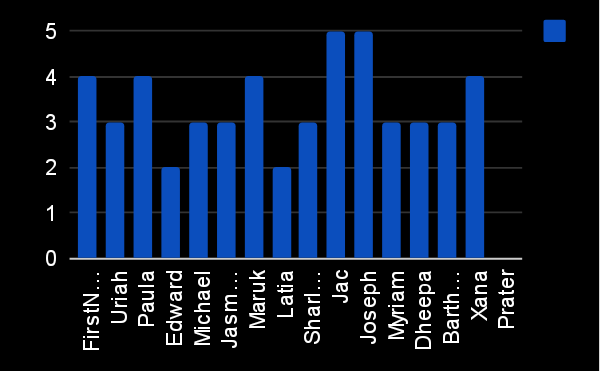 5
4
3
2
1
0
FirstN...
Uriah
Paula
Edward
Michael
Jasm...
Maruk
Latia
Sharl...
Jac
Joseph
Myriam
Dheepa
Barth...
Xana
Prater